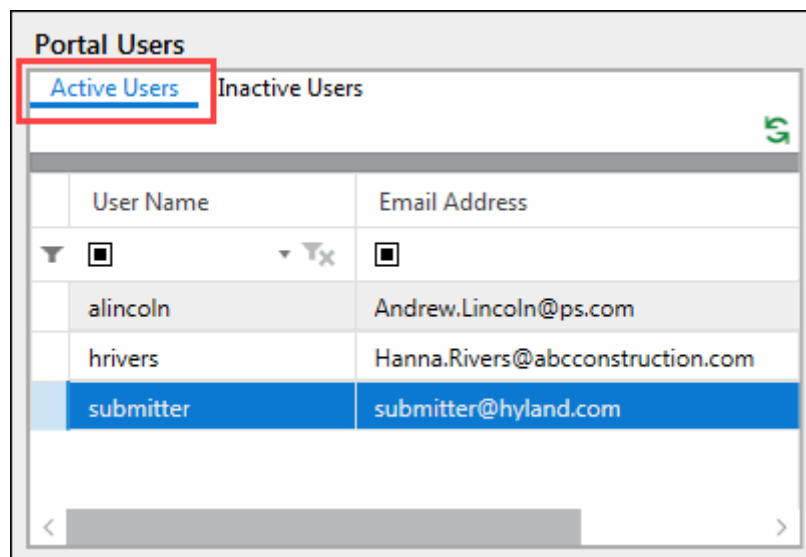 Portal Users
Active Users Inactive Users
User Name Email Address
alincoln Andrew.Lincoln@ps.com
hrivers Hanna.Rivers@abcconstruction.com
submitter submitter@hyland.com